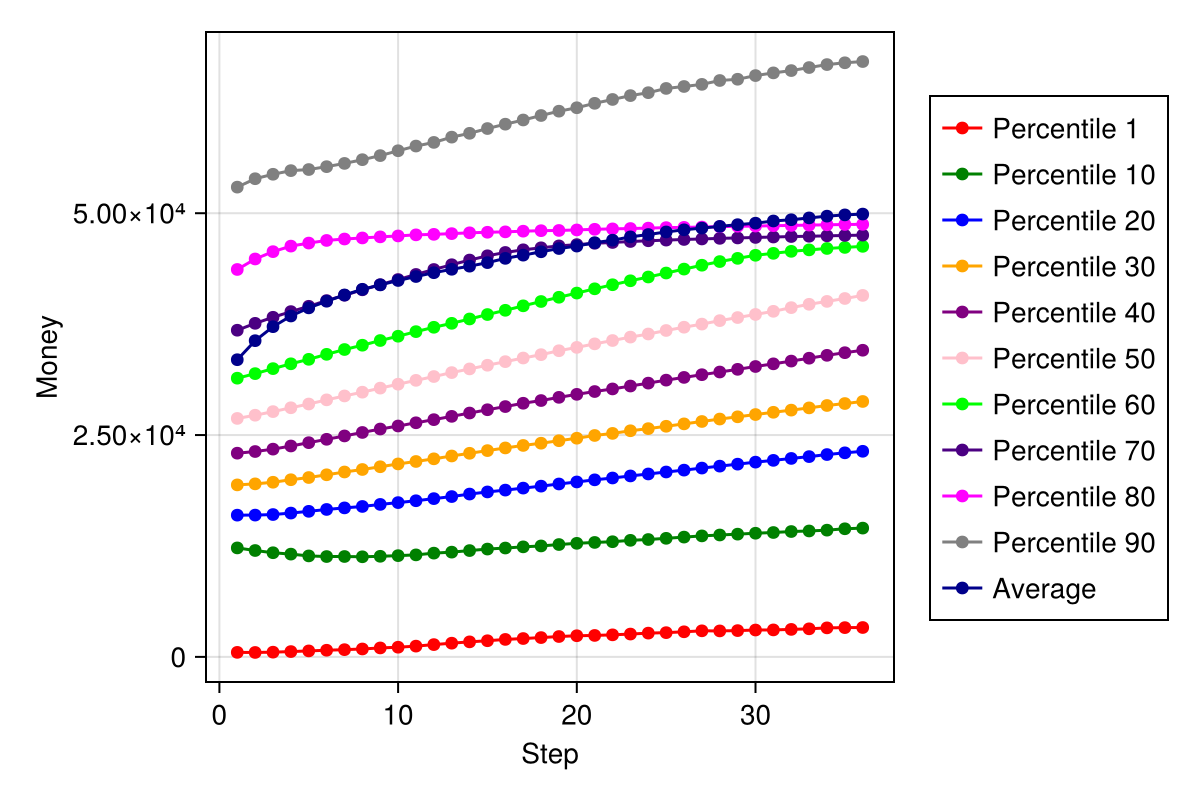 Money
5.00×10⁴
2.50×10⁴
0
0 10 20 30
Step
Percentile 1
Percentile 10
Percentile 20
Percentile 30
Percentile 40
Percentile 50
Percentile 60
Percentile 70
Percentile 80
Percentile 90
Average